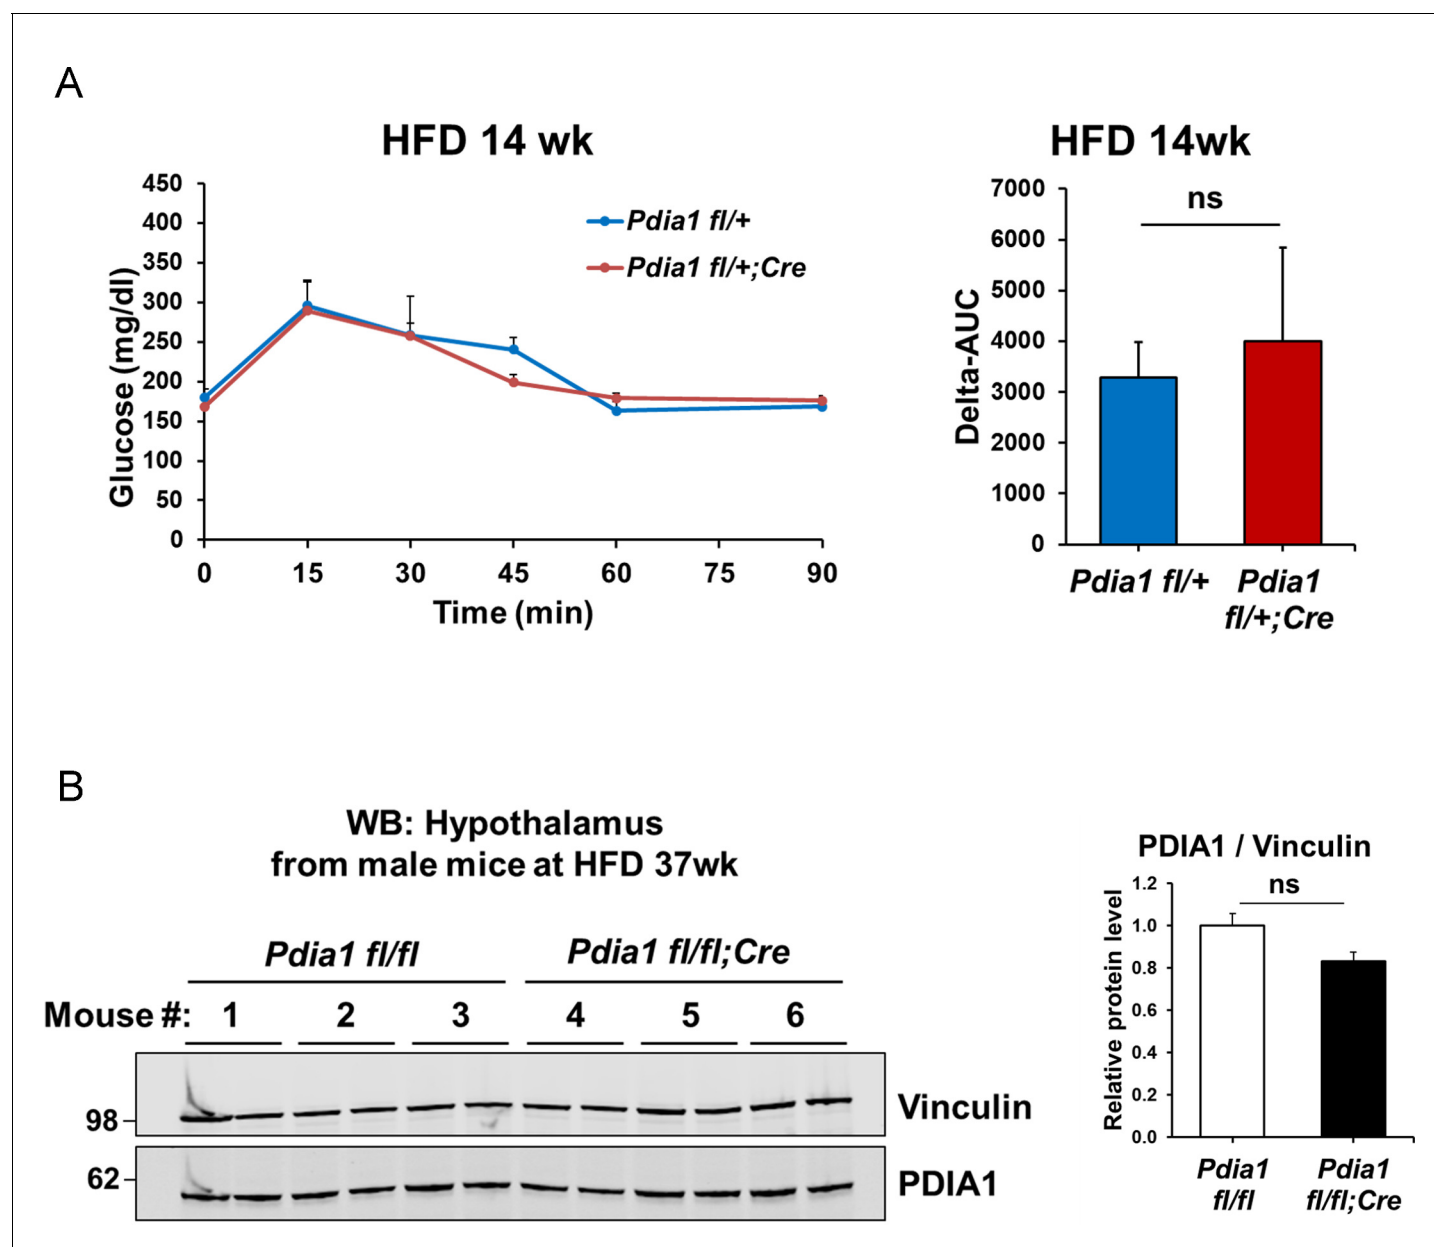 A
HFD 14 wk
450
400
350
300
250
200
150
100
50
0
Glucose (mg/dl)
Pdia1 fl/+
Pdia1 fl/+;Cre
0 15 30 45 60 75 90
Time (min)
HFD 14wk
7000
6000
5000
4000
3000
2000
1000
0
Delta-AUC
ns
Pdia1 fl/+ Pdia1
fl/+;Cre
B
WB: Hypothalamus
from male mice at HFD 37wk
Pdia1 fl/fl Pdia1 fl/fl;Cre
Mouse #: 1 2 3 4 5 6
98
Vinculin
62
PDIA1
PDIA1 / Vinculin
ns
1.2
1.0
0.8
0.6
0.4
0.2
0.0
Relative protein level
Pdia1 Pdia1
fl/fl fl/fl;Cre